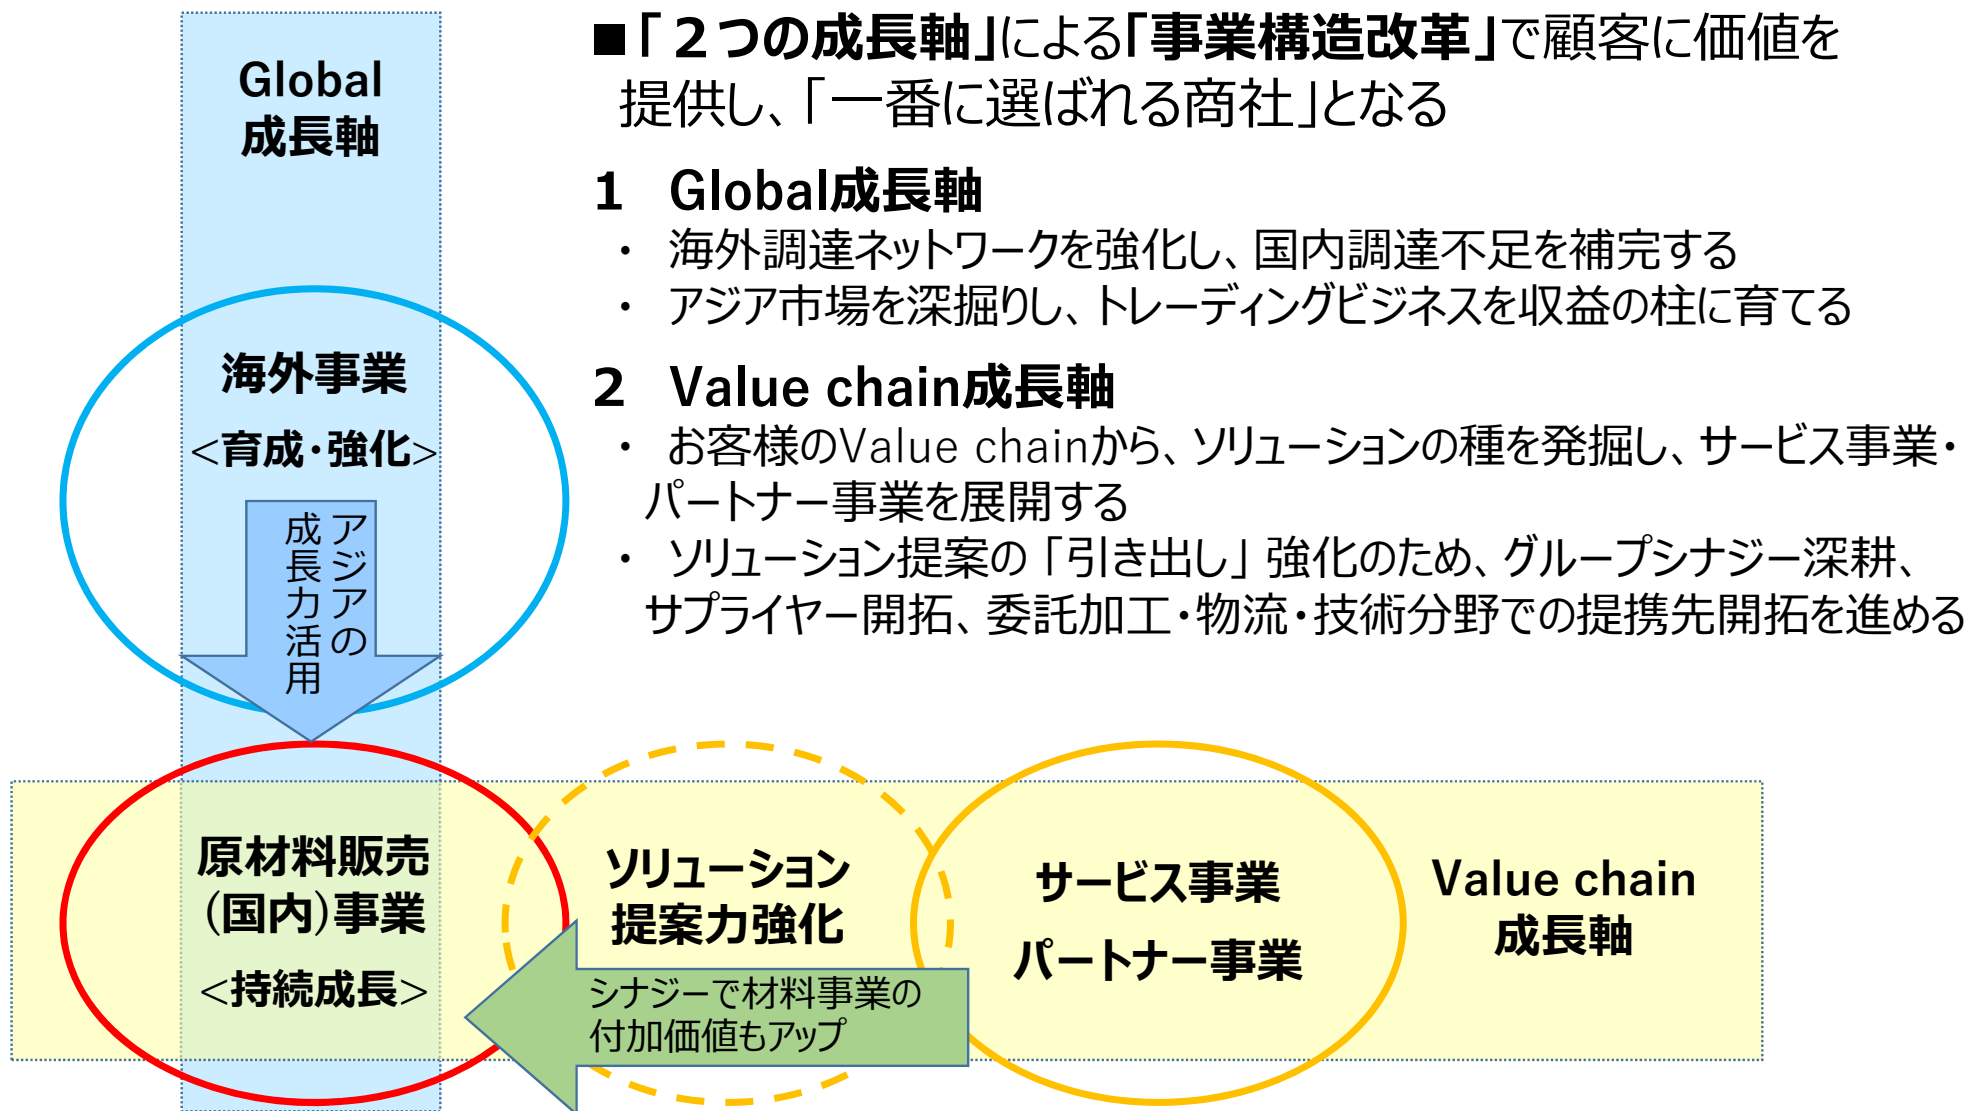 ■「２つの成長軸」による「事業構造改革」で顧客に価値を
提供し、「一番に選ばれる商社」となる
1 Global成長軸
・ 海外調達ネットワークを強化し、国内調達不足を補完する
・ アジア市場を深掘りし、トレーディングビジネスを収益の柱に育てる
2 Value chain成長軸
・ お客様のValue chainから、ソリューションの種を発掘し、サービス事業・
パートナー事業を展開する
・ ソリューション提案の「引き出し」強化のため、グループシナジー深耕、
サプライヤー開拓、委託加工・物流・技術分野での提携先開拓を進める
Global
成長軸
海外事業
<育成・強化>
アジアの
成長力活用
原材料販売
(国内)事業
<持続成長>
ソリューション
提案力強化
シナジーで材料事業の
付加価値もアップ
サービス事業
パートナー事業
Value chain
成長軸